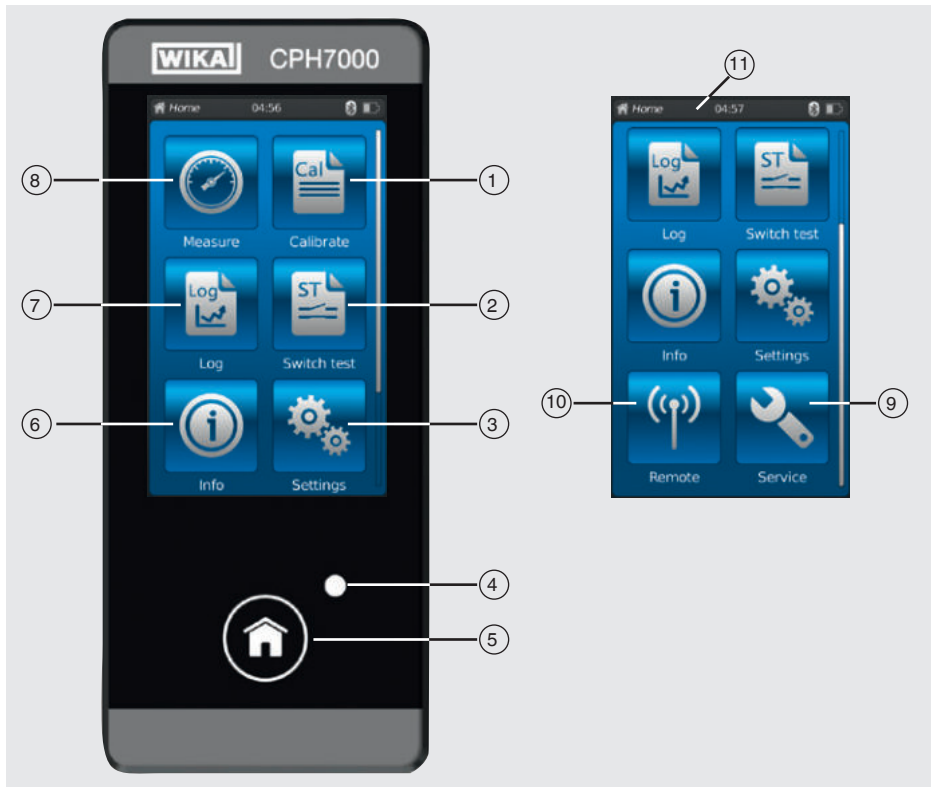 WIKA CPH7000
Home 04:56
8
Cal
1
Measure Calibrate
Log ST
7
2
Log Switch test
6
i
3
Info Settings
4
5
11
Home 04:57
Log ST
Log Switch test
i
Info Settings
10
9
Remote Service